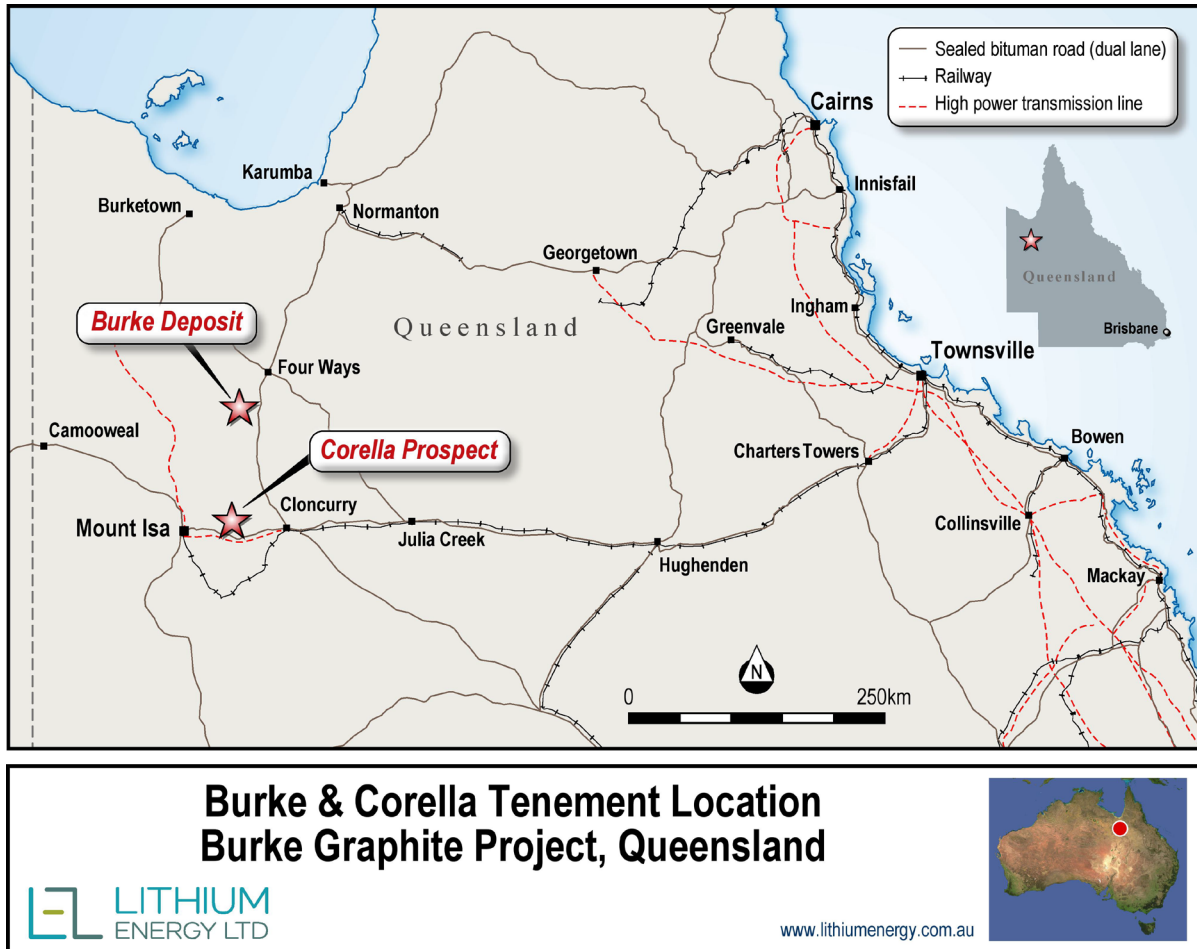 Sealed bituman road (dual lane)
Railway
High power transmission line
Cairns
Karumba
Innisfail
Burketown
Normanton
Georgetown
Queensland
Burke Deposit
Ingham
Queensland
Greenvale
Brisbane
Townsville
Four Ways
Camooweal
Corella Prospect
Bowen
Charters Towers
Cloncurry
Mount Isa
Julia Creek
Collinsville
Hughenden
Mackay
N
0 250km
Burke & Corella Tenement Location
Burke Graphite Project, Queensland
LEL LITHIUM
ENERGY LTD
www.lithiumenergy.com.au